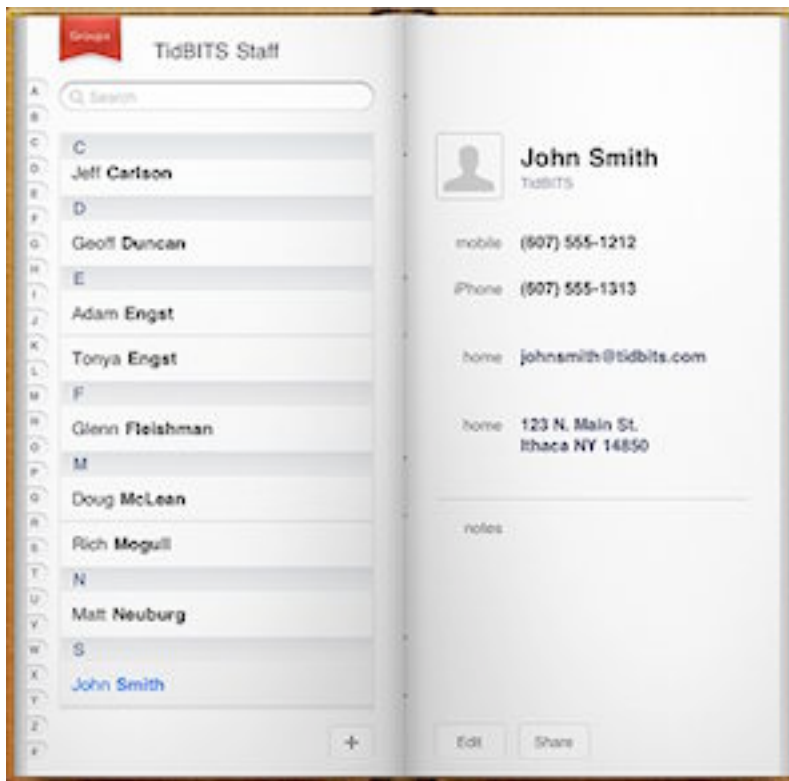 Groups
TidBITS Staff
Search
A
B
C
D
E
F
G
H
I
J
K
L
M
N
O
P
Q
R
S
T
U
V
W
X
Y
Z
#
C
Jeff Carlson
D
Geoff Duncan
E
Adam Engst
Tonya Engst
F
Glenn Fleishman
M
Doug McLean
Rich Mogull
N
Matt Neuburg
S
John Smith
+
John Smith
TidBITS
mobile (607) 555-1212
iPhone (607) 555-1313
home johnsmith@tidbits.com
home 123 N. Main St.
Ithaca NY 14850
notes
Edit Share